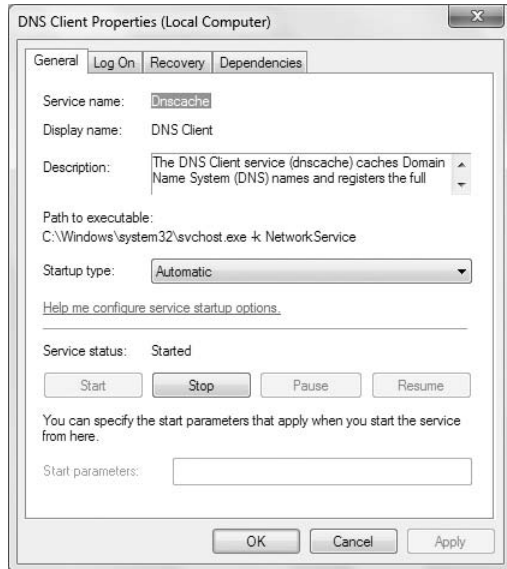 DNS Client Properties (Local Computer)
General Log On Recovery Dependencies
Service name: Dnscache
Display name: DNS Client
Description: The DNS Client service (dnscache) caches Domain
Name System (DNS) names and registers the full
Path to executable:
C:\Windows\system32\svchost.exe -k NetworkService
Startup type: Automatic
Help me configure service startup options.
Service status: Started
Start Stop Pause Resume
You can specify the start parameters that apply when you start the service
from here.
Start parameters:
OK Cancel Apply